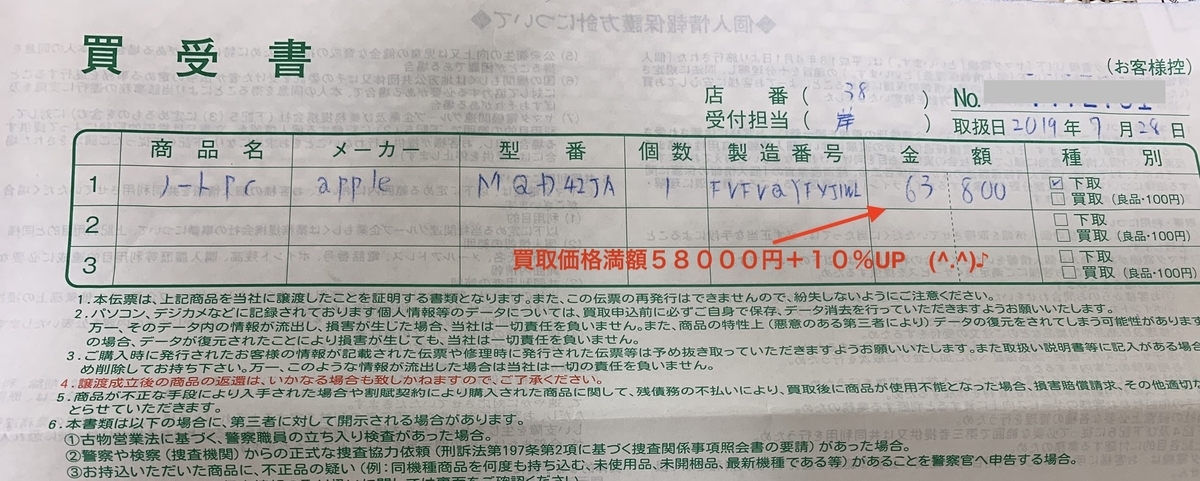 買受書
(お客様控)
店番( 38 ) No.
受付担当( 岸 ) 取扱日2019年9月28日
商品名 メーカー 型番 個数 製造番号 金額 種別
1 ノートpc apple MQD42JA 1 63 800 ☑下取
□買取(良品・100円)
2 □下取
□買取(良品・100円)
3 □下取
□買取(良品・100円)
買取価格満額58000円+10%UP (^.^)♪
1.本伝票は、上記商品を当社に譲渡したことを証明する書類となります。また、この伝票の再発行はできませんので、紛失しないようにご注意ください。
2.パソコン、デジカメなどに記録されております個人情報等のデータについては、買取申込前に必ずご自身で保存、データ消去を行っていただきますようお願いいたします。
万一、そのデータ内の情報が流出し、損害が生じた場合、当社は一切責任を負いません。また、商品の特性上(悪意のある第三者により)データの復元をされてしまう可能性があります
の場合、データが復元されたことにより損害が生じても、当社は一切責任を負いません。
3.ご購入時に発行されたお客様の情報が記載された伝票や修理時に発行された伝票等は予め抜き取っていただきますようお願いいたします。また取扱い説明書等に記入がある場合
め削除してお持ち下さい。万一、このような情報が流出した場合は当社は一切の責任を負いません。
4.譲渡成立後の商品の返還は、いかなる場合も致しかねますので、ご了承ください。
5.商品が不正な手段により入手された場合や割賦契約により購入された商品に関して、残債務の不払いにより、買取後に商品が使用不能となった場合、損害賠償請求、その他適切な
とらせていただきます。
6.本書類は以下の場合に、第三者に対して開示される場合があります。
①古物営業法に基づく、警察職員の立ち入り検査があった場合。
②警察や検察(捜査機関)からの正式な捜査協力依頼(刑訴法第197条第2項に基づく捜査関係事項照会書の要請)があった場合。
③お持込いただいた商品に、不正品の疑い(例:同機種商品を何度も持ち込む、未使用品、未開梱品、最新機種である等)があることを警察官へ申告する場合。